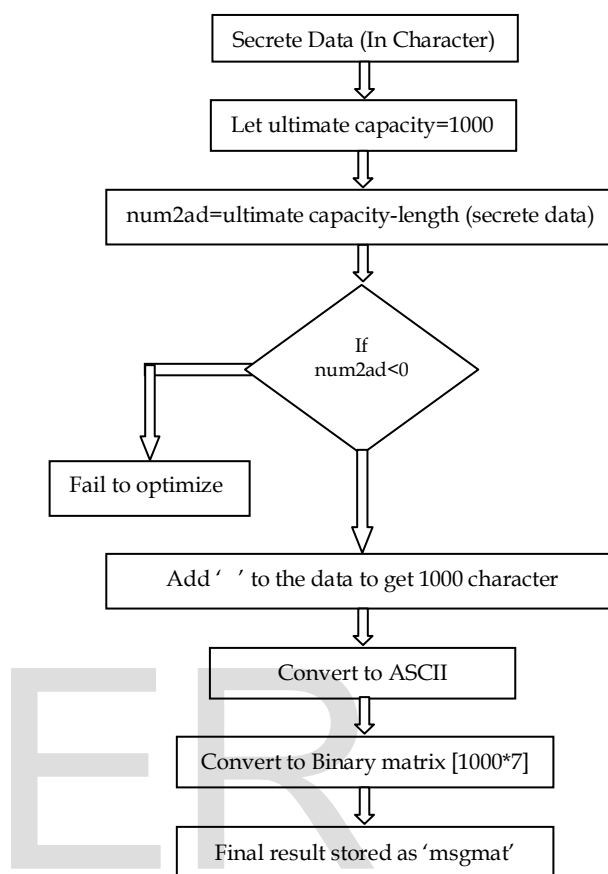 Secrete Data (In Character)
Let ultimate capacity=1000
num2ad=ultimate capacity-length (secrete data)
If
num2ad<0
Fail to optimize
Add ‘  ’ to the data to get 1000 character
Convert to ASCII
Convert to Binary matrix [1000*7]
Final result stored as ‘msgmat’
ER